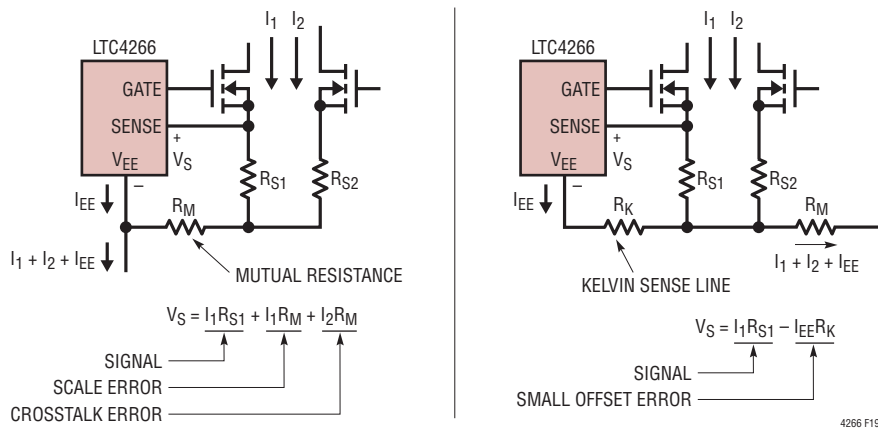 I1 I2
LTC4266
GATE
SENSE
+
VS
VEE
–
IEE
RS1
RS2
RM
I1 + I2 + IEE
MUTUAL RESISTANCE
VS = I1RS1 + I1RM + I2RM
SIGNAL
SCALE ERROR
CROSSTALK ERROR
I1 I2
LTC4266
GATE
SENSE
+
VS
VEE
–
IEE
RS1
RS2
RK
RM
I1 + I2 + IEE
KELVIN SENSE LINE
VS = I1RS1 – IEERK
SIGNAL
SMALL OFFSET ERROR
4266 F19